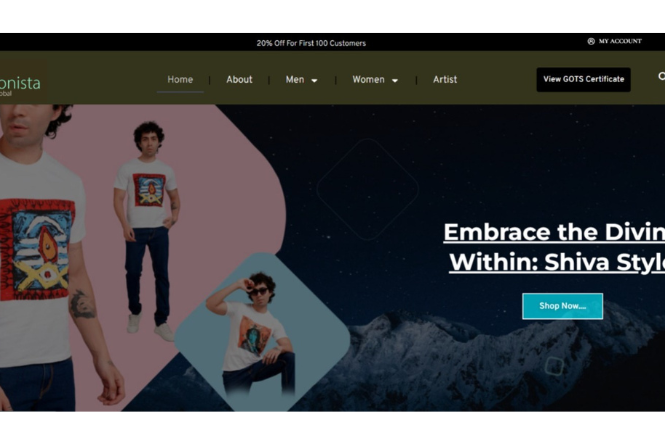 20% Off For First 100 Customers
MY ACCOUNT
onista
obal
Home
About
Men
Women
Artist
View GOTS Certificate
Embrace the Divin
Within: Shiva Style
Shop Now....